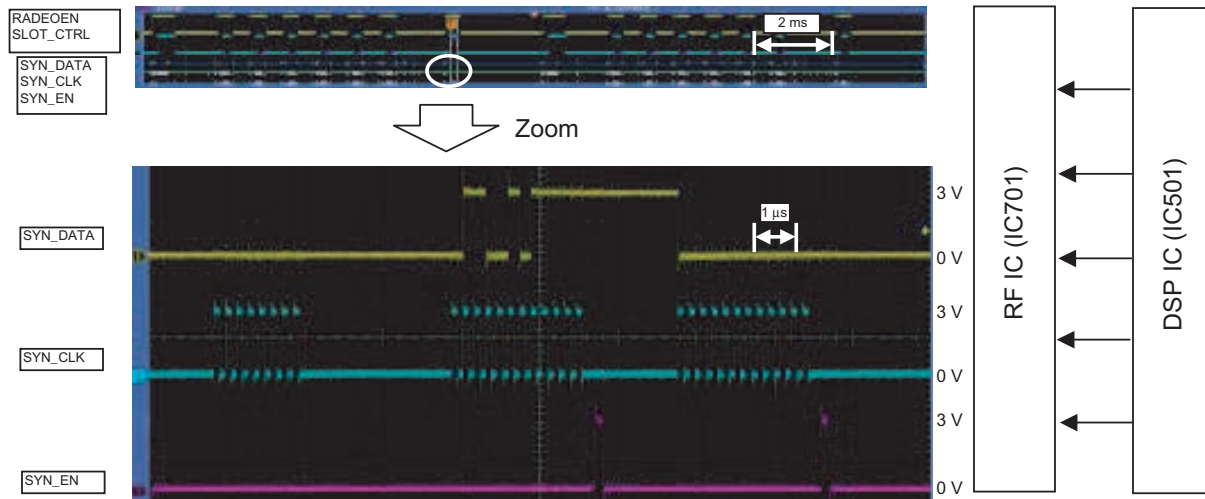 RADEOEN
SLOT_CTRL
SYN_DATA
SYN_CLK
SYN_EN
2 ms
Zoom
SYN_DATA
3 V
1 μs
0 V
SYN_CLK
3 V
0 V
SYN_EN
3 V
0 V
RF IC (IC701)
DSP IC (IC501)